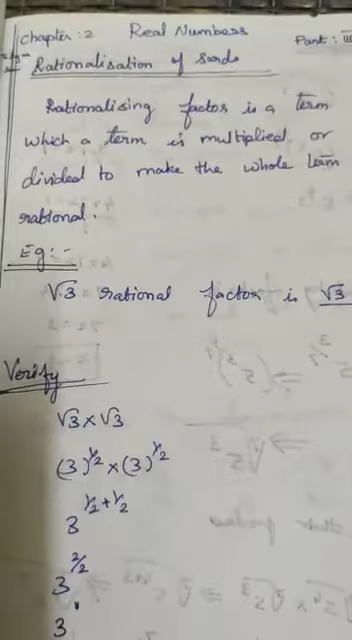 Chapter : 2 Real Numbers Part : III
Rationalisation of Surds
Rationalising factor is a term
which a term is multiplied or
divided to make the whole term
rational.
Eg:-
√3 rational factor is √3
Verify
√3 × √3
(3)^1/2 × (3)^1/2
3^1/2 + 1/2
3^2/2
3